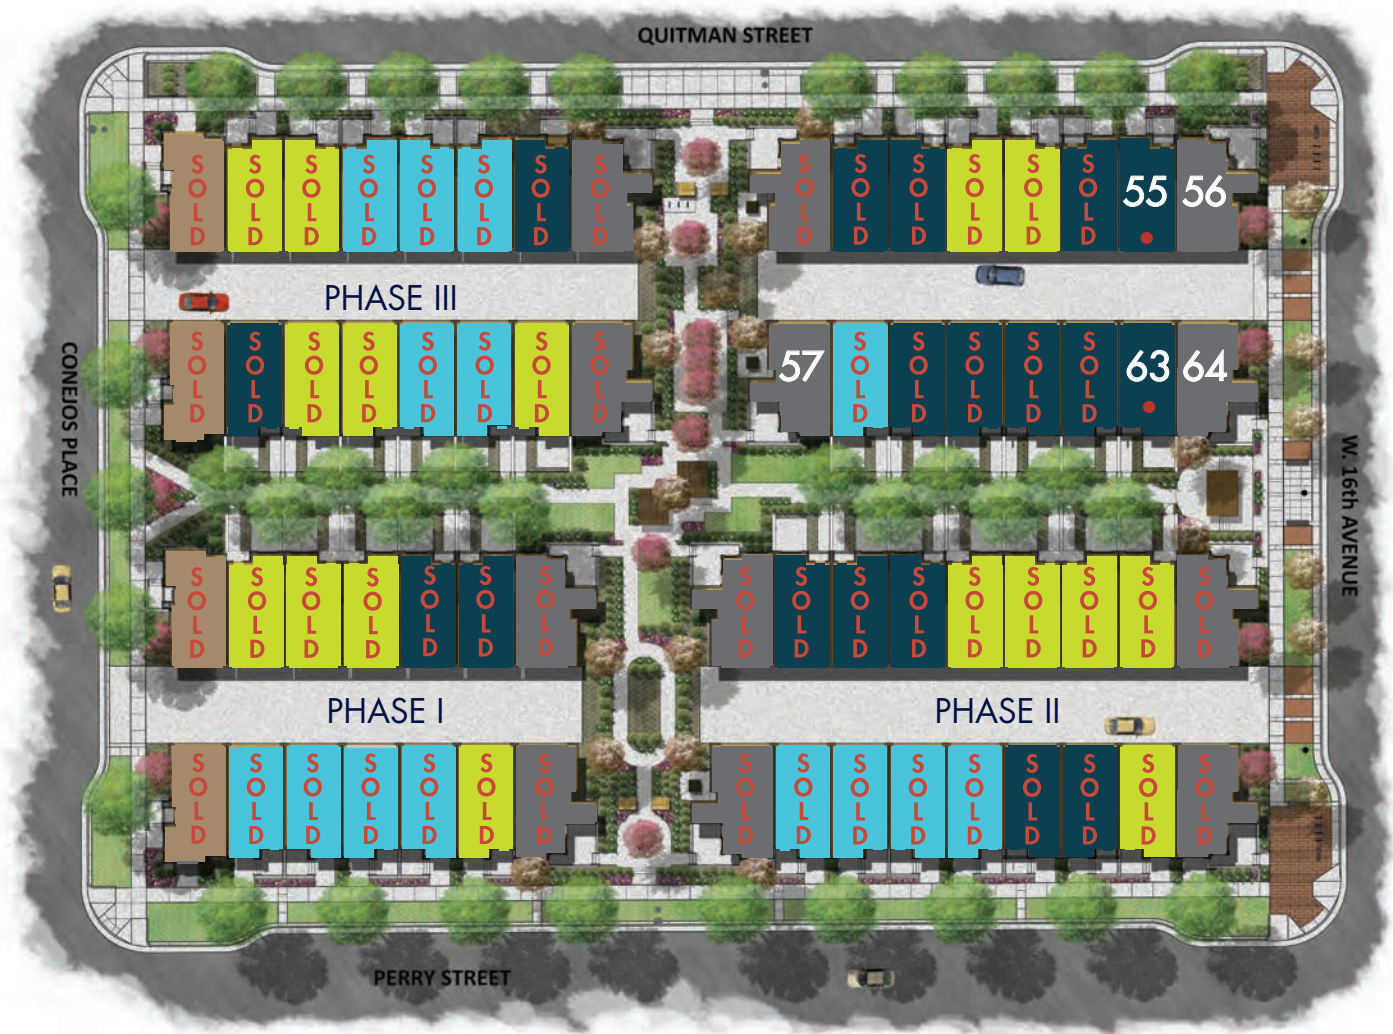 QUITMAN STREET
SOLD SOLD SOLD SOLD SOLD SOLD SOLD SOLD
SOLD SOLD SOLD SOLD SOLD SOLD 55 56
PHASE III
SOLD SOLD SOLD SOLD SOLD SOLD SOLD SOLD
57 SOLD SOLD SOLD SOLD SOLD 63 64
CONEJOS PLACE
W. 16th AVENUE
SOLD SOLD SOLD SOLD SOLD SOLD SOLD
SOLD SOLD SOLD SOLD SOLD SOLD SOLD SOLD SOLD
PHASE I
PHASE II
SOLD SOLD SOLD SOLD SOLD SOLD SOLD
SOLD SOLD SOLD SOLD SOLD SOLD SOLD SOLD SOLD
PERRY STREET